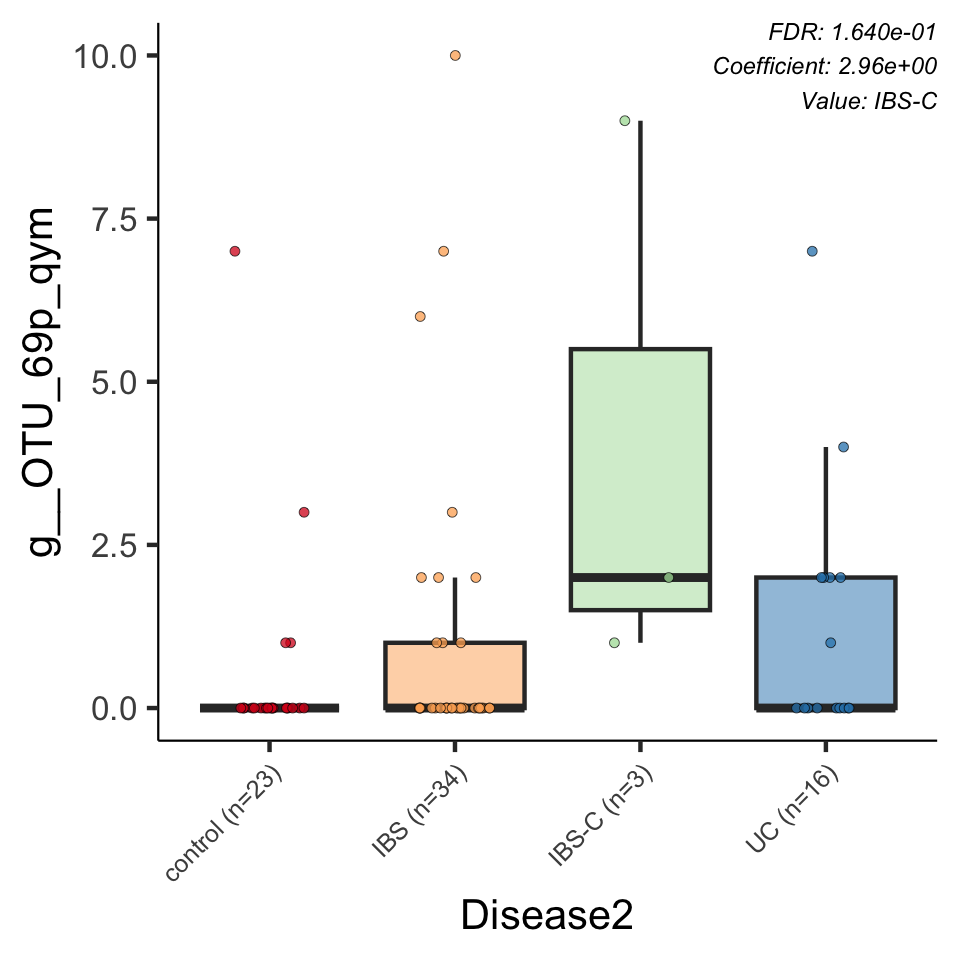 FDR: 1.640e-01
Coefficient: 2.96e+00
Value: IBS-C
10.0
7.5
5.0
2.5
0.0
g__OTU_69p_qym
control (n=23)
IBS (n=34)
IBS-C (n=3)
UC (n=16)
Disease2